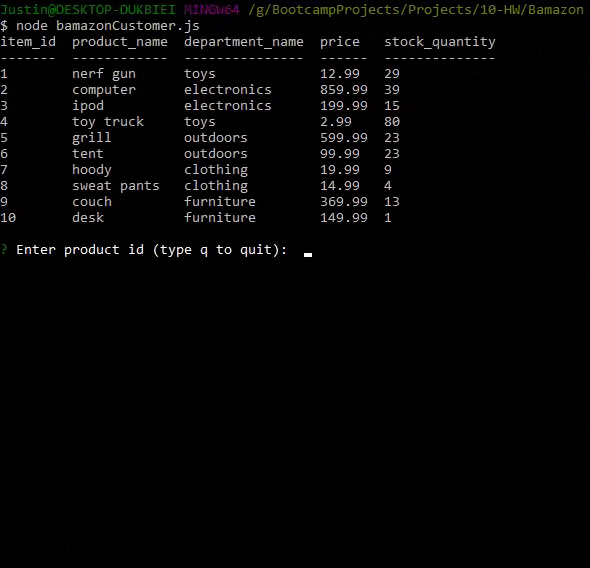 Justin@DESKTOP-DUKBIEI MINGW64 /g/BootcampProjects/Projects/10-HW/Bamazon
$ node bamazonCustomer.js
item_id  product_name  department_name  price   stock_quantity
-------  ------------  ---------------  ------  --------------
1        nerf gun      toys             12.99   29
2        computer      electronics      859.99  39
3        ipod          electronics      199.99  15
4        toy truck     toys             2.99    80
5        grill         outdoors         599.99  23
6        tent          outdoors         99.99   23
7        hoody         clothing         19.99   9
8        sweat pants   clothing         14.99   4
9        couch         furniture        369.99  13
10       desk          furniture        149.99  1
? Enter product id (type q to quit):